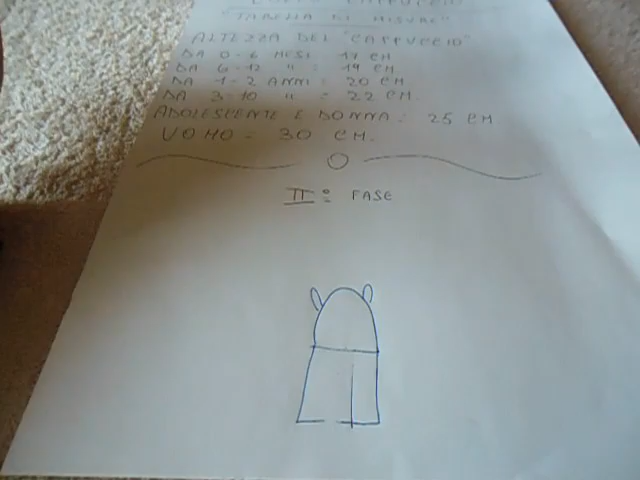 "TABELLA DI MISURE"
ALTEZZA DEL "CAPPUCCIO"
DA 0-6 MESI: 17 CM
DA 6-12 " = 19 CM
DA 1-2 ANNI = 20 CM
DA 3-10 " = 22 CM.
ADOLESCENTE E DONNA: 25 CM
UOMO = 30 CM.
II° FASE